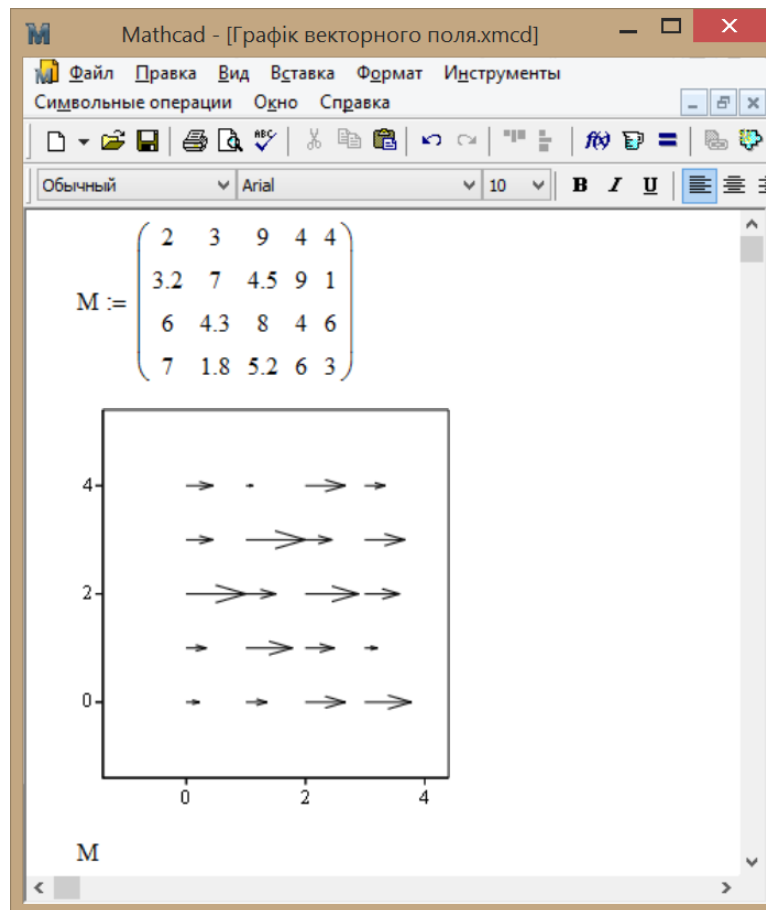 Mathcad - [Графік векторного поля.xmcd]
Файл Правка Вид Вставка Формат Инструменты
Символьные операции Окно Справка
ABC f(x)
Обычный Arial 10 B I U
M := 2 3 9 4 4
3.2 7 4.5 9 1
6 4.3 8 4 6
7 1.8 5.2 6 3
4
2
0
0 2 4
M